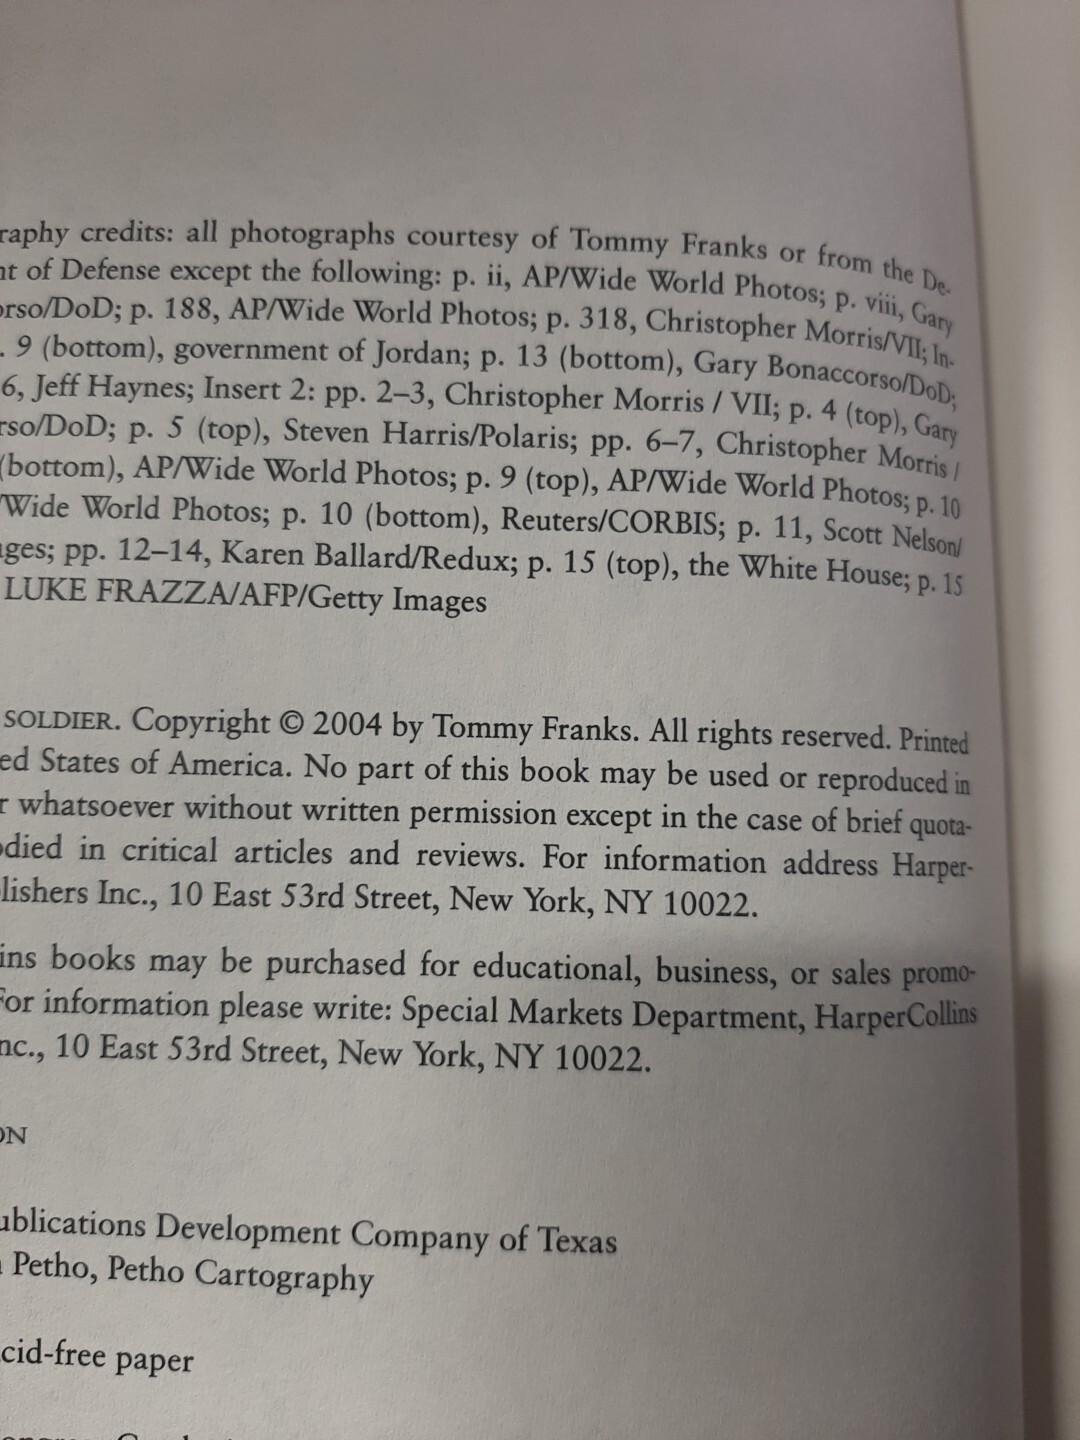 raphy credits: all photographs courtesy of Tommy Franks or from the De-
nt of Defense except the following: p. ii, AP/Wide World Photos; p. viii, Gary
orso/DoD; p. 188, AP/Wide World Photos; p. 318, Christopher Morris/VII; In-
. 9 (bottom), government of Jordan; p. 13 (bottom), Gary Bonaccorso/DoD;
6, Jeff Haynes; Insert 2: pp. 2–3, Christopher Morris / VII; p. 4 (top), Gary
rso/DoD; p. 5 (top), Steven Harris/Polaris; pp. 6–7, Christopher Morris /
(bottom), AP/Wide World Photos; p. 9 (top), AP/Wide World Photos; p. 10
/Wide World Photos; p. 10 (bottom), Reuters/CORBIS; p. 11, Scott Nelson/
ages; pp. 12–14, Karen Ballard/Redux; p. 15 (top), the White House; p. 15
LUKE FRAZZA/AFP/Getty Images
SOLDIER. Copyright © 2004 by Tommy Franks. All rights reserved. Printed
ed States of America. No part of this book may be used or reproduced in
r whatsoever without written permission except in the case of brief quota-
odied in critical articles and reviews. For information address Harper-
lishers Inc., 10 East 53rd Street, New York, NY 10022.
ins books may be purchased for educational, business, or sales promo-
For information please write: Special Markets Department, HarperCollins
nc., 10 East 53rd Street, New York, NY 10022.
ON
ublications Development Company of Texas
Petho, Petho Cartography
cid-free paper